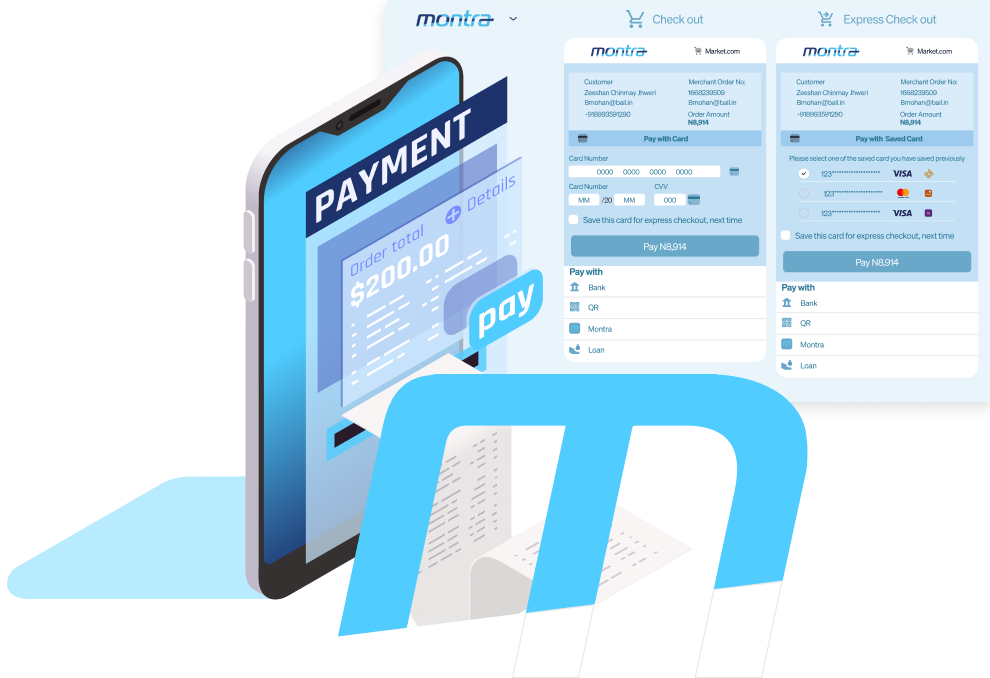 montra
Check out
Express Check out
montra
Market.com
Customer
Merchant Order No:
Zeeshan Chinmay Jhweri
1668239509
Bmohan@bail.in
+918993591290
Order Amount
N8,914
Pay with Card
Card Number
0000 0000 0000 0000
Card Number
CVV
MM /20 MM
000
Save this card for express checkout, next time
Pay N8,914
Pay with
Bank
QR
Montra
Loan
montra
Market.com
Customer
Merchant Order No:
Zeeshan Chinmay Jhweri
1668239509
Bmohan@bail.in
+918993591290
Order Amount
N8,914
Pay with Saved Card
Please select one of the saved card you have saved previously
123******************** VISA
123********************
123******************** VISA
Save this card for express checkout, next time
Pay N8,914
Pay with
Bank
QR
Montra
Loan
PAYMENT
Order total
+ Details
$200.00
pay
m